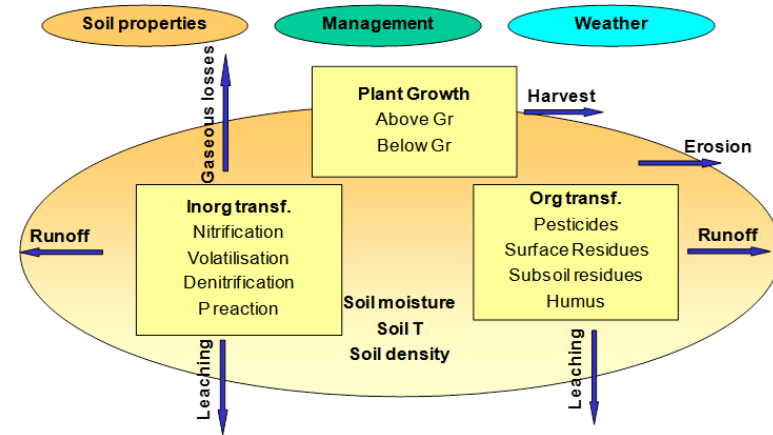 Soil properties
Management
Weather
Gaseous losses
Plant Growth
Above Gr
Below Gr
Harvest
Erosion
Inorg transf.
Nitrification
Volatilisation
Denitrification
P reaction
Org transf.
Pesticides
Surface Residues
Subsoil residues
Humus
Runoff
Runoff
Soil moisture
Soil T
Soil density
Leaching
Leaching